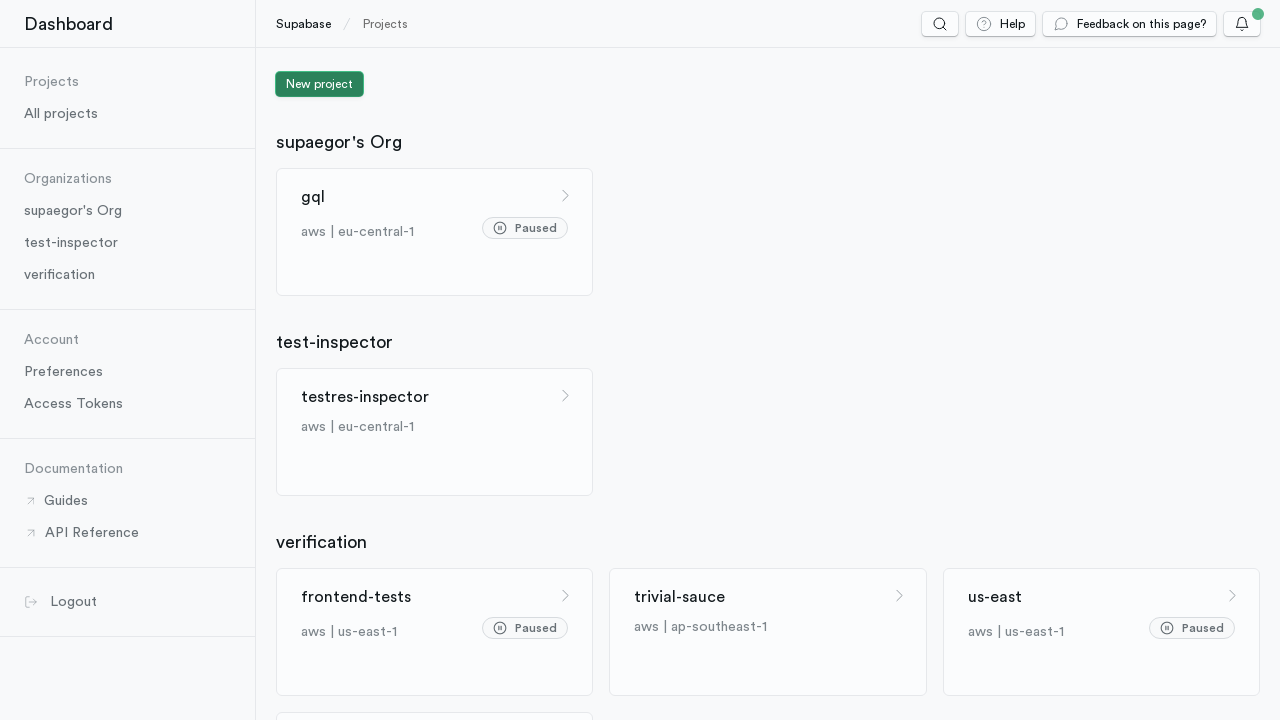 Dashboard
Supabase
Projects
Help
Feedback on this page?
Projects
All projects
Organizations
supaegor's Org
test-inspector
verification
Account
Preferences
Access Tokens
Documentation
Guides
API Reference
Logout
New project
supaegor's Org
gql
aws | eu-central-1
Paused
test-inspector
testres-inspector
aws | eu-central-1
verification
frontend-tests
aws | us-east-1
Paused
trivial-sauce
aws | ap-southeast-1
us-east
aws | us-east-1
Paused